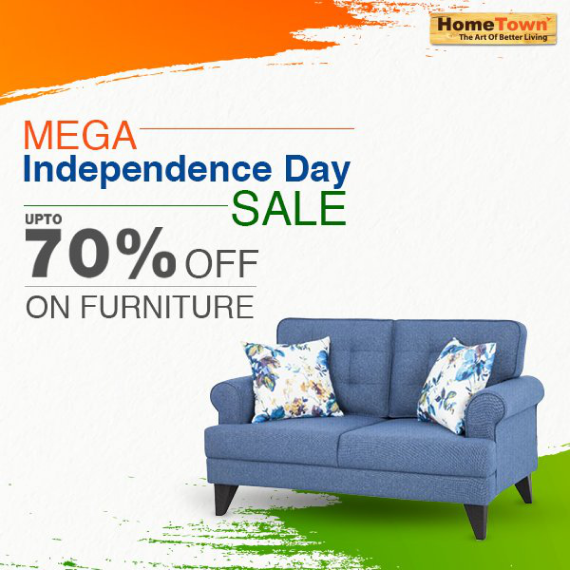 HomeTown
The Art Of Better Living
MEGA
Independence Day
SALE
UPTO
70% OFF
ON FURNITURE